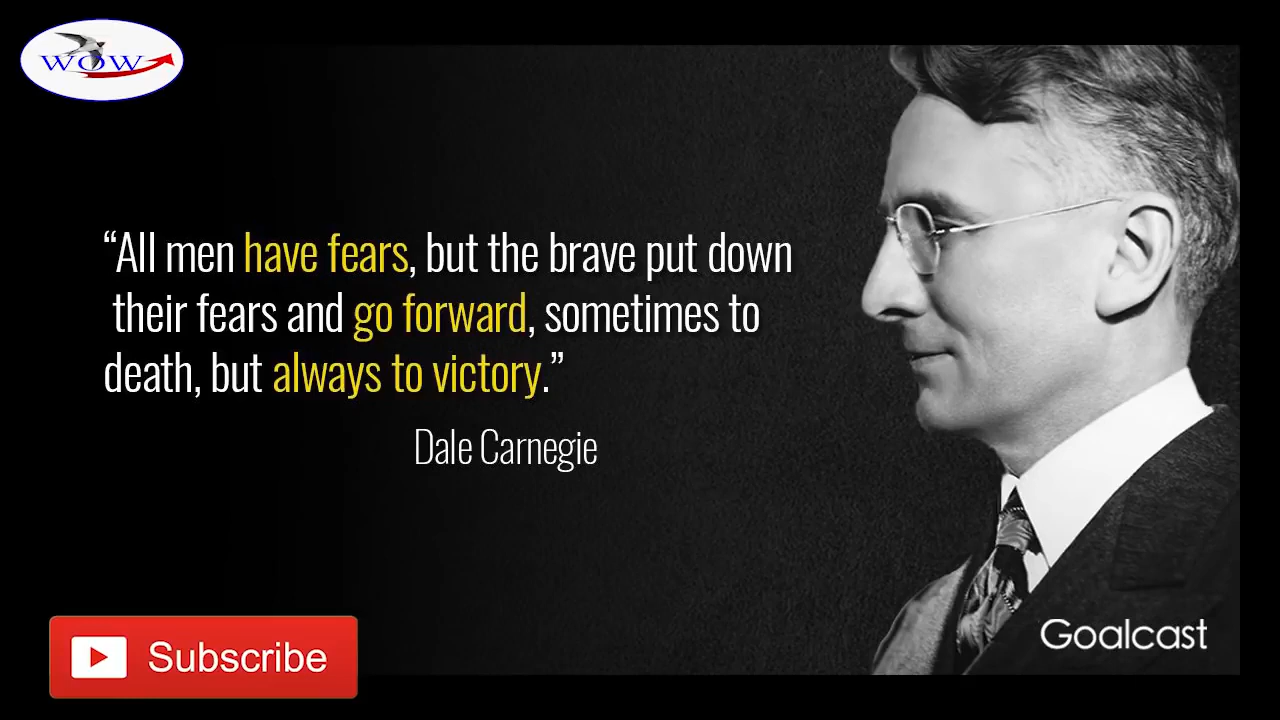 WOW
“All men have fears, but the brave put down
their fears and go forward, sometimes to
death, but always to victory.”
Dale Carnegie
Subscribe
Goalcast